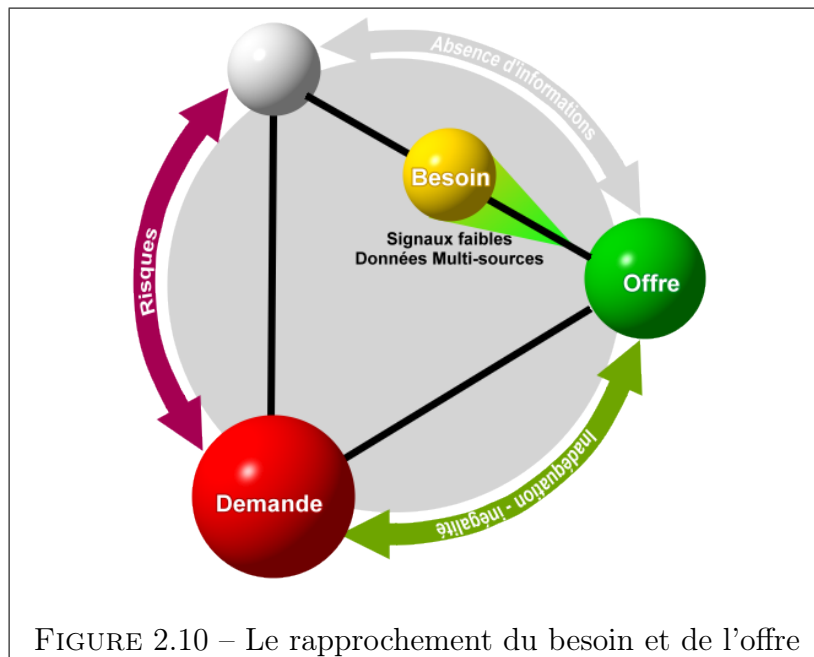 Absence d'informations
Besoin
Signaux faibles
Données Multi-sources
Offre
Risques
Inadéquation - inégalité
Demande
FIGURE 2.10 – Le rapprochement du besoin et de l'offre